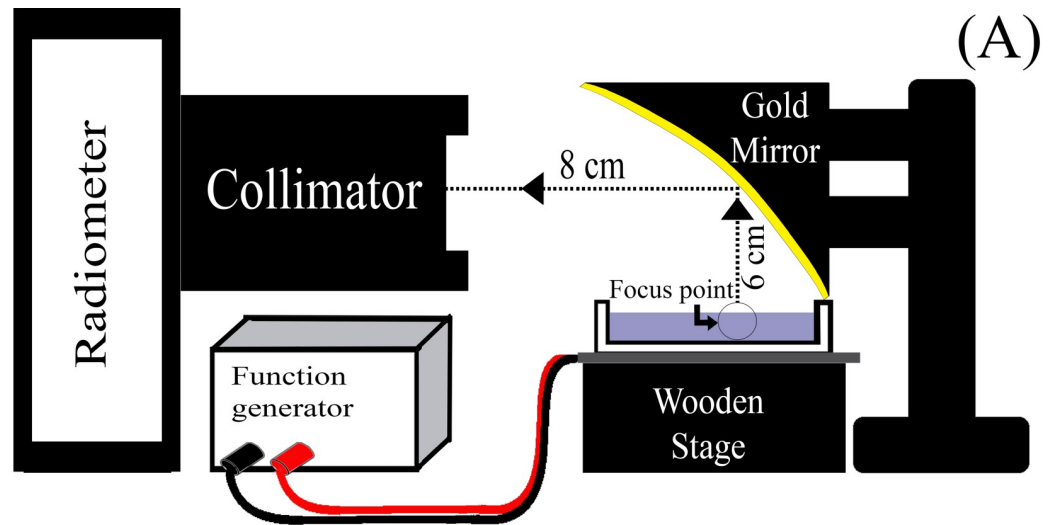 (A)
Radiometer
Collimator
8 cm
Gold
Mirror
6 cm
Focus point
Function
generator
Wooden
Stage